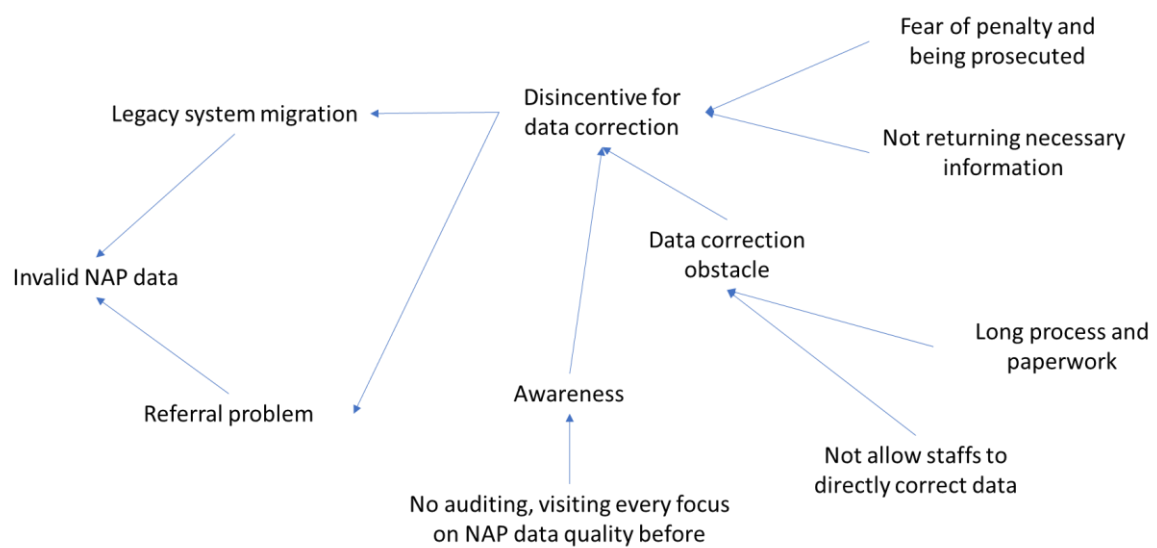 Fear of penalty and
being prosecuted
Legacy system migration
Disincentive for
data correction
Not returning necessary
information
Data correction
obstacle
Invalid NAP data
Long process and
paperwork
Awareness
Referral problem
Not allow staffs to
directly correct data
No auditing, visiting every focus
on NAP data quality before